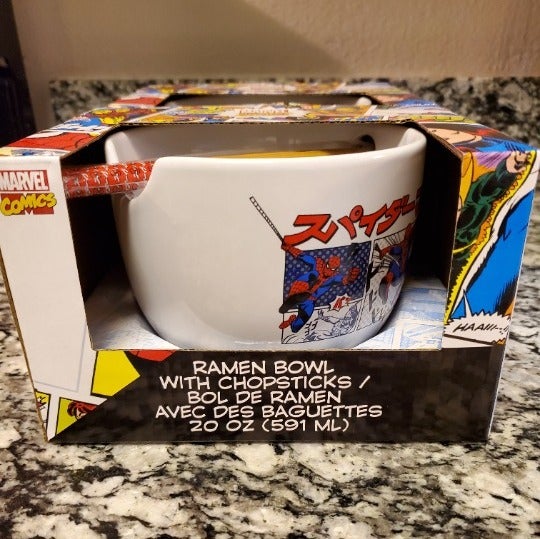 MARVEL
COMICS
スパイダー
HAAII
RAMEN BOWL
WITH CHOPSTICKS /
BOL DE RAMEN
AVEC DES BAGUETTES
20 OZ (591 ML)